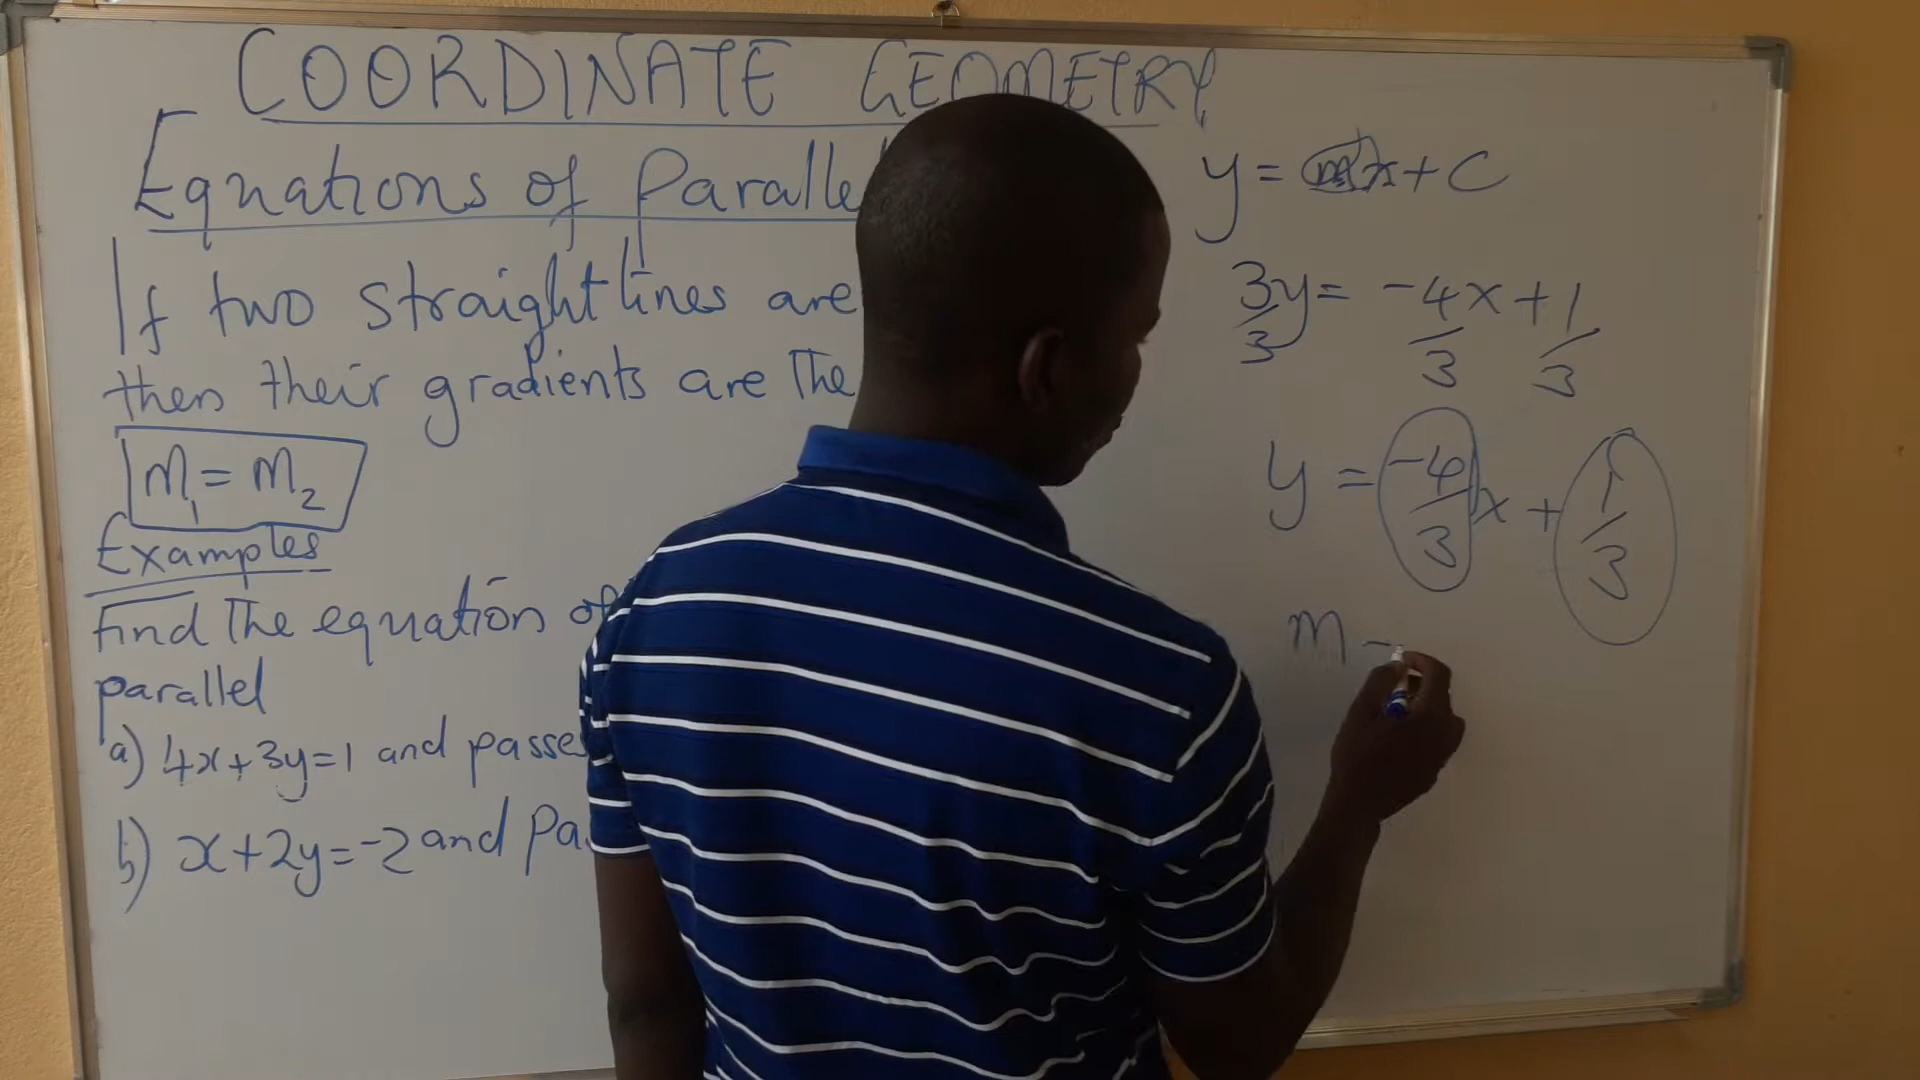 COORDINATE GEOMETRY
Equations of Paralle
If two straight lines are
then their gradients are the
m₁ = m₂
Examples
Find the equation of
parallel
a) 4x+3y=1 and passe
b) x+2y=-2 and pa
y = mx + c
3y/3 = -4x/3 + 1/3
y = -4/3 x + 1/3
m -